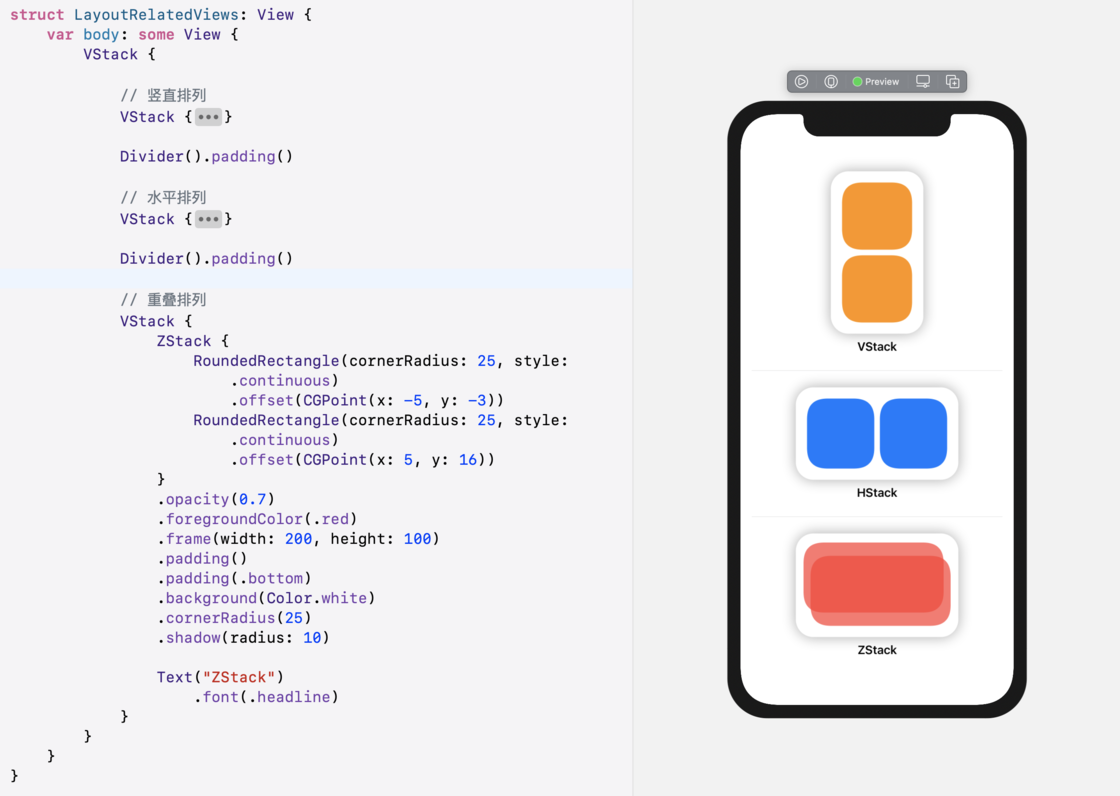 struct LayoutRelatedViews: View {
var body: some View {
VStack {
// 竖直排列
VStack {•••}
Divider().padding()
// 水平排列
VStack {•••}
Divider().padding()
// 重叠排列
VStack {
ZStack {
RoundedRectangle(cornerRadius: 25, style:
.continuous)
.offset(CGPoint(x: -5, y: -3))
RoundedRectangle(cornerRadius: 25, style:
.continuous)
.offset(CGPoint(x: 5, y: 16))
}
.opacity(0.7)
.foregroundColor(.red)
.frame(width: 200, height: 100)
.padding()
.padding(.bottom)
.background(Color.white)
.cornerRadius(25)
.shadow(radius: 10)
Text("ZStack")
.font(.headline)
}
}
}
}
Preview
VStack
HStack
ZStack